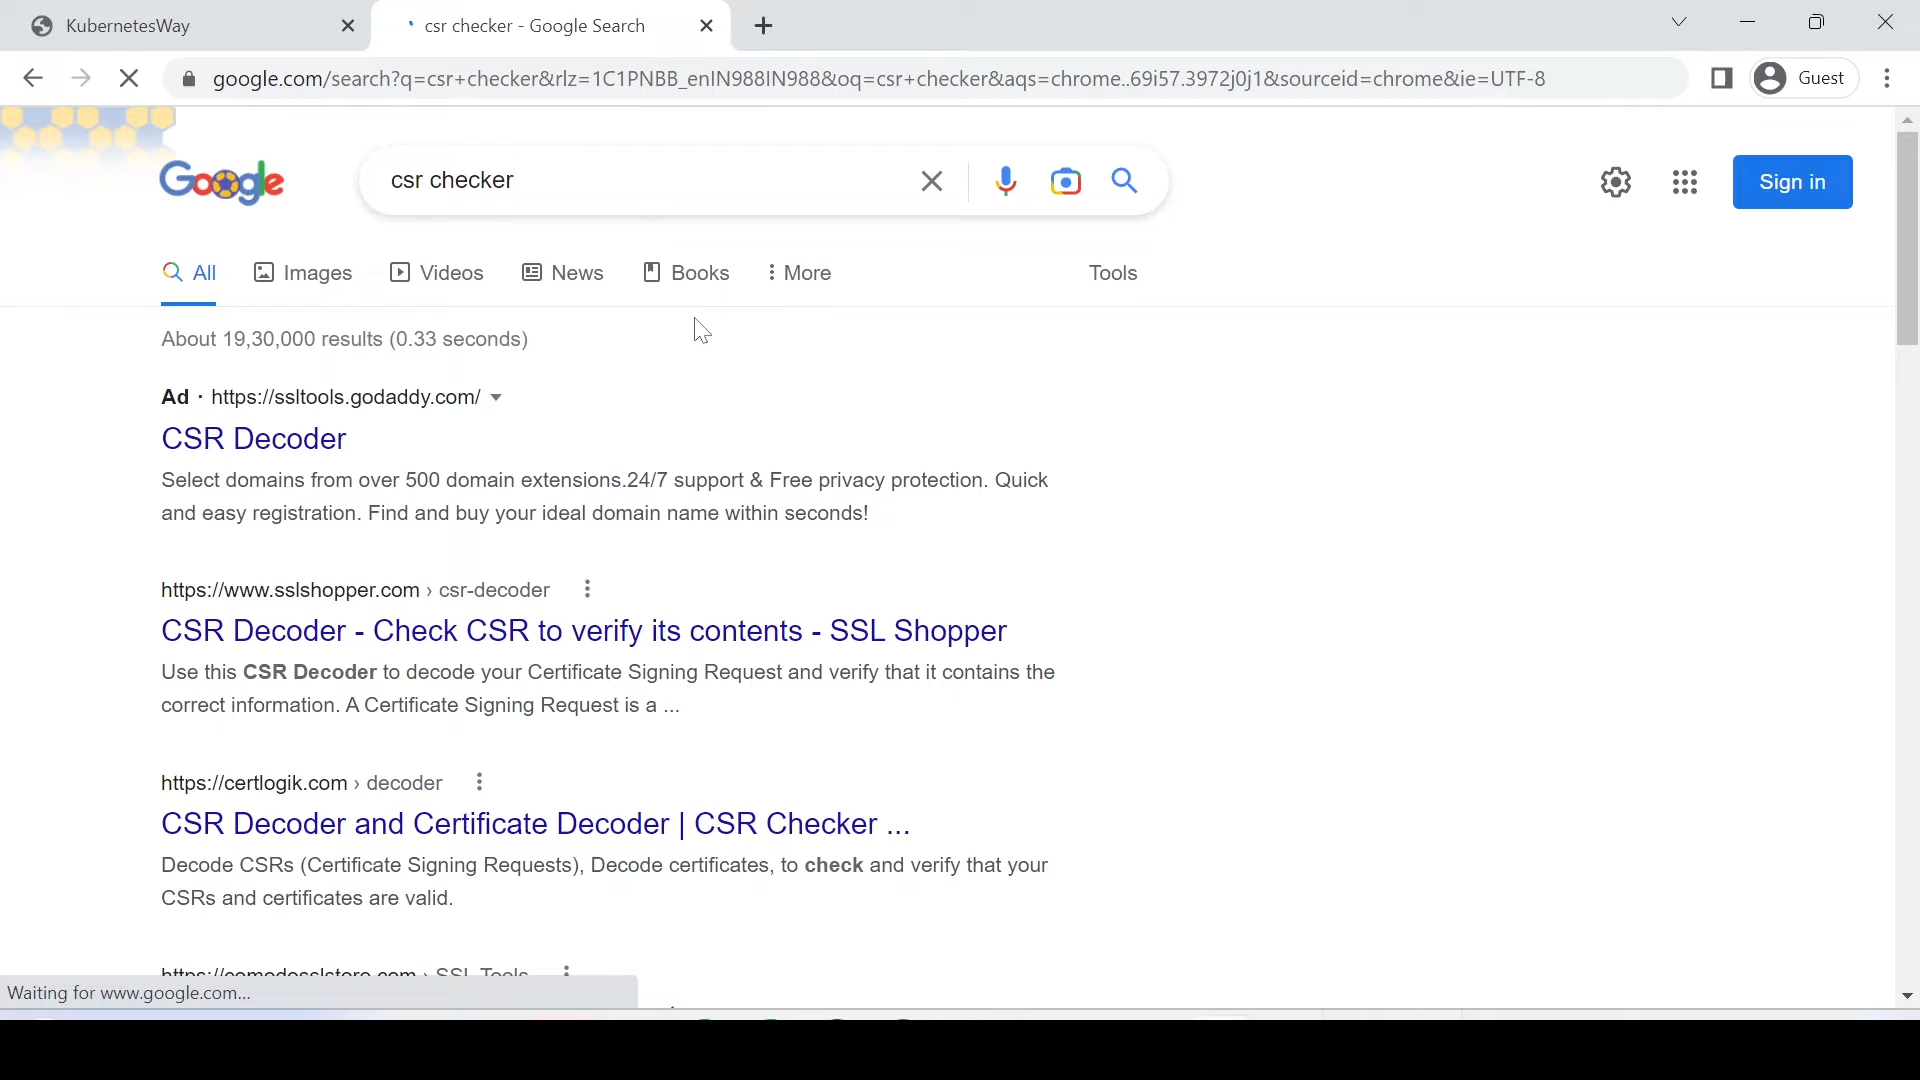 KubernetesWay
csr checker - Google Search
google.com/search?q=csr+checker&rlz=1C1PNBB_enIN988IN988&oq=csr+checker&aqs=chrome..69i57.3972j0j1&sourceid=chrome&ie=UTF-8
Guest
Google
csr checker
Sign in
All
Images
Videos
News
Books
More
Tools
About 19,30,000 results (0.33 seconds)
Ad · https://ssltools.godaddy.com/
CSR Decoder
Select domains from over 500 domain extensions.24/7 support & Free privacy protection. Quick
and easy registration. Find and buy your ideal domain name within seconds!
https://www.sslshopper.com › csr-decoder
CSR Decoder - Check CSR to verify its contents - SSL Shopper
Use this CSR Decoder to decode your Certificate Signing Request and verify that it contains the
correct information. A Certificate Signing Request is a ...
https://certlogik.com › decoder
CSR Decoder and Certificate Decoder | CSR Checker ...
Decode CSRs (Certificate Signing Requests), Decode certificates, to check and verify that your
CSRs and certificates are valid.
https://comodosslstore.com › SSL Tools
Waiting for www.google.com...